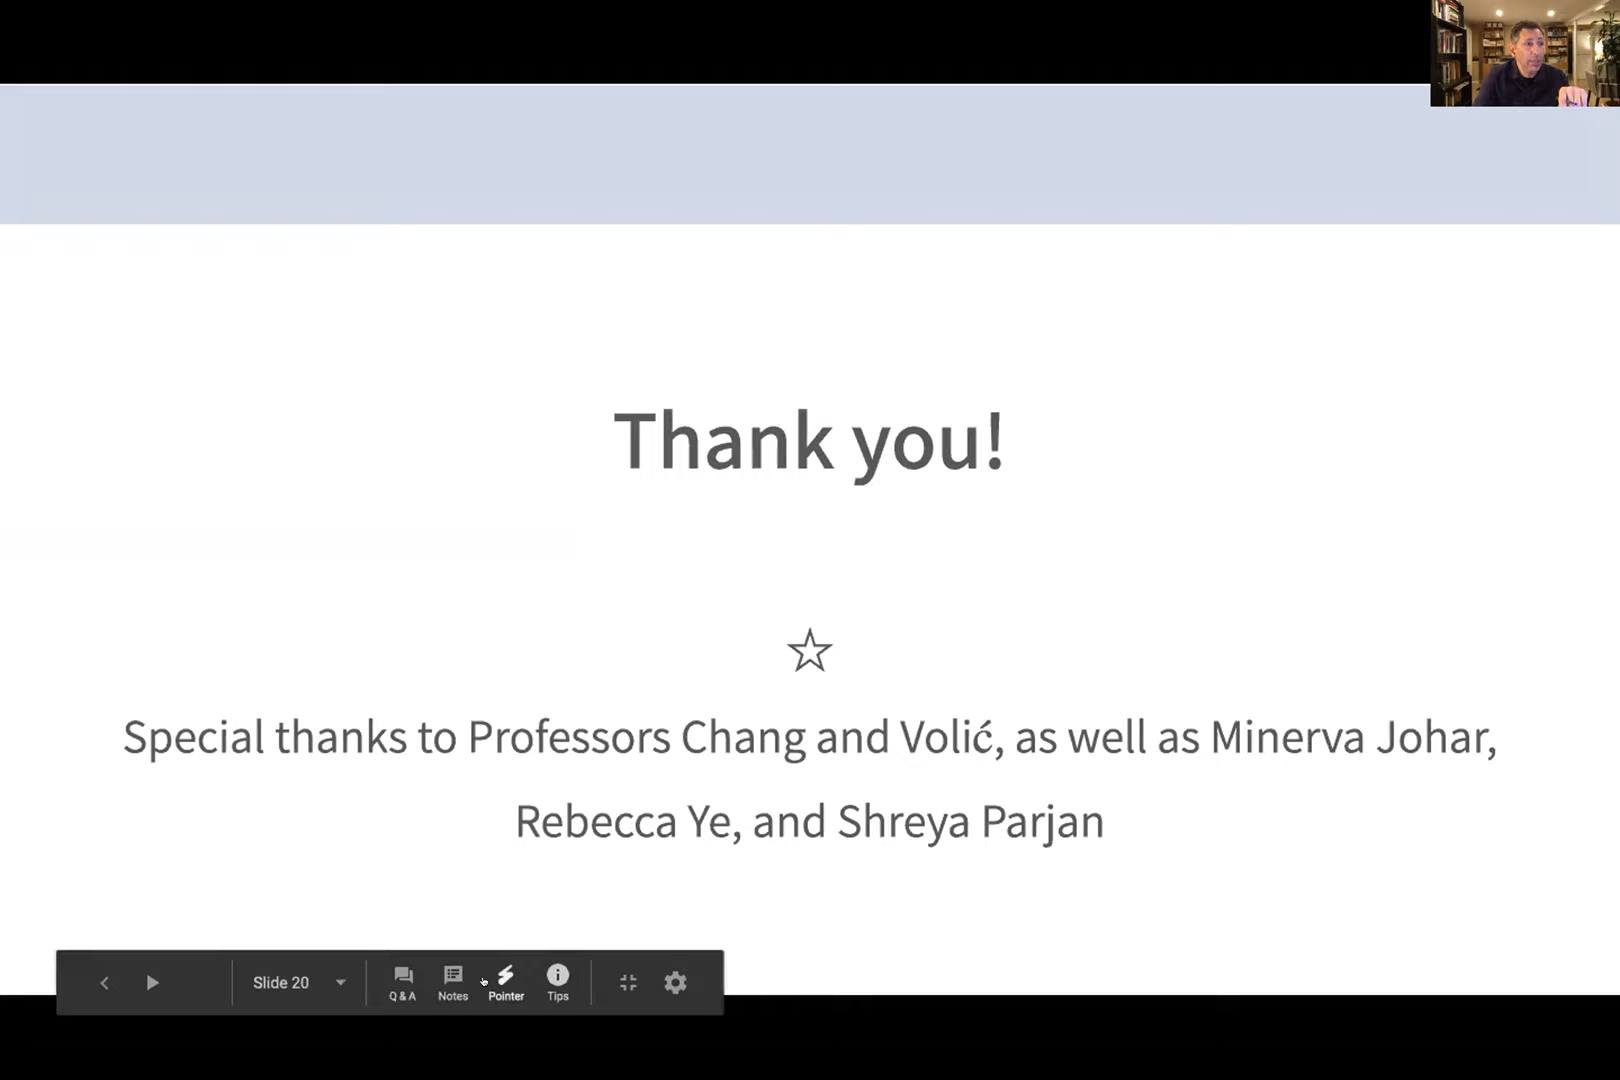 Thank you!
Special thanks to Professors Chang and Volić, as well as Minerva Johar,
Rebecca Ye, and Shreya Parjan
Slide 20
Q & A
Notes
Pointer
Tips